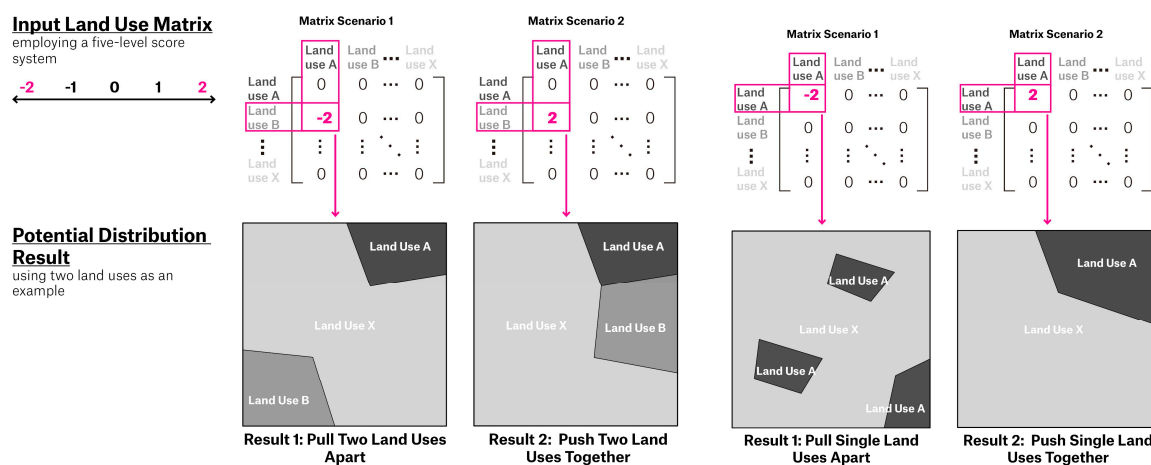 Input Land Use Matrix
employing a five-level score
system
-2 -1 0 1 2
Matrix Scenario 1
Land
use A
Land
use B
...
Land
use X
Land
use A
0 0 ... 0
Land
use B
-2 0 ... 0
Land
use X
0 0 ... 0
Matrix Scenario 2
Land
use A
Land
use B
...
Land
use X
Land
use A
0 0 ... 0
Land
use B
2 0 ... 0
Land
use X
0 0 ... 0
Matrix Scenario 1
Land
use A
Land
use B
...
Land
use X
Land
use A
-2 0 ... 0
Land
use B
0 0 ... 0
Land
use X
0 0 ... 0
Matrix Scenario 2
Land
use A
Land
use B
...
Land
use X
Land
use A
2 0 ... 0
Land
use B
0 0 ... 0
Land
use X
0 0 ... 0
Potential Distribution
Result
using two land uses as an
example
Land Use A
Land Use X
Land Use B
Result 1: Pull Two Land Uses
Apart
Land Use A
Land Use X
Land Use B
Result 2: Push Two Land
Uses Together
Land Use A
Land Use X
Land Use A
Land Use A
Result 1: Pull Single Land
Uses Apart
Land Use A
Land Use X
Result 2: Push Single Land
Uses Together